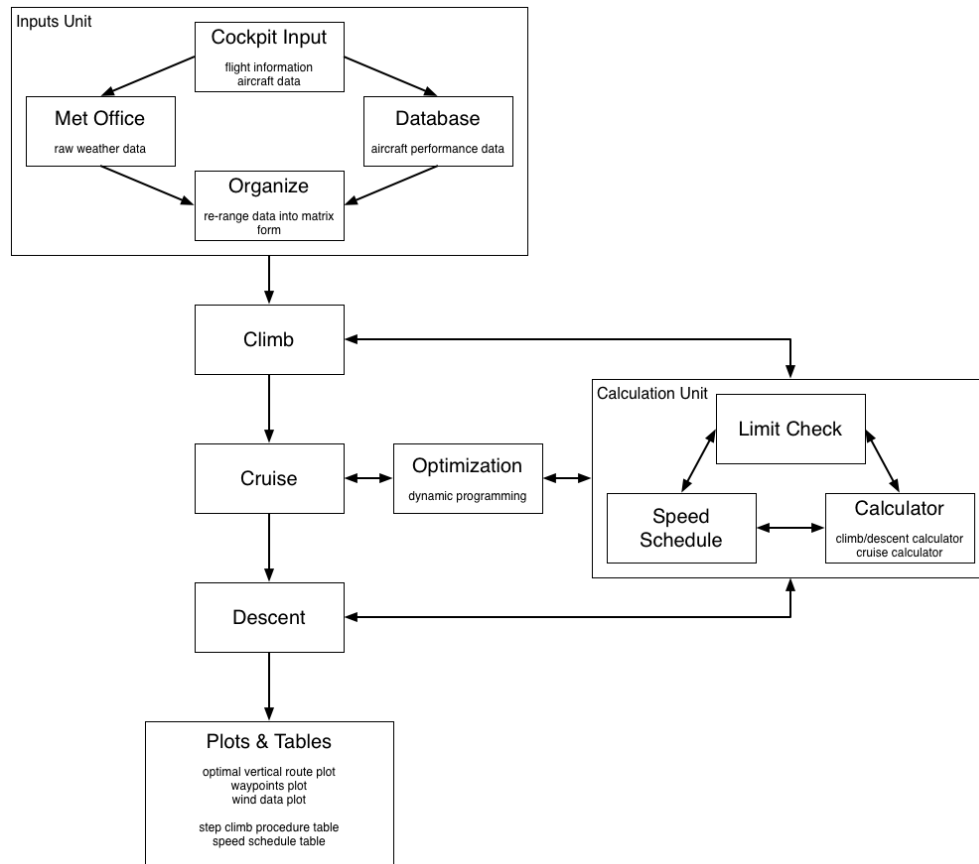 Inputs Unit
Cockpit Input
flight information
aircraft data
Met Office
raw weather data
Database
aircraft performance data
Organize
re-range data into matrix
form
Climb
Calculation Unit
Limit Check
Cruise
Optimization
dynamic programming
Speed
Schedule
Calculator
climb/descent calculator
cruise calculator
Descent
Plots & Tables
optimal vertical route plot
waypoints plot
wind data plot
step climb procedure table
speed schedule table